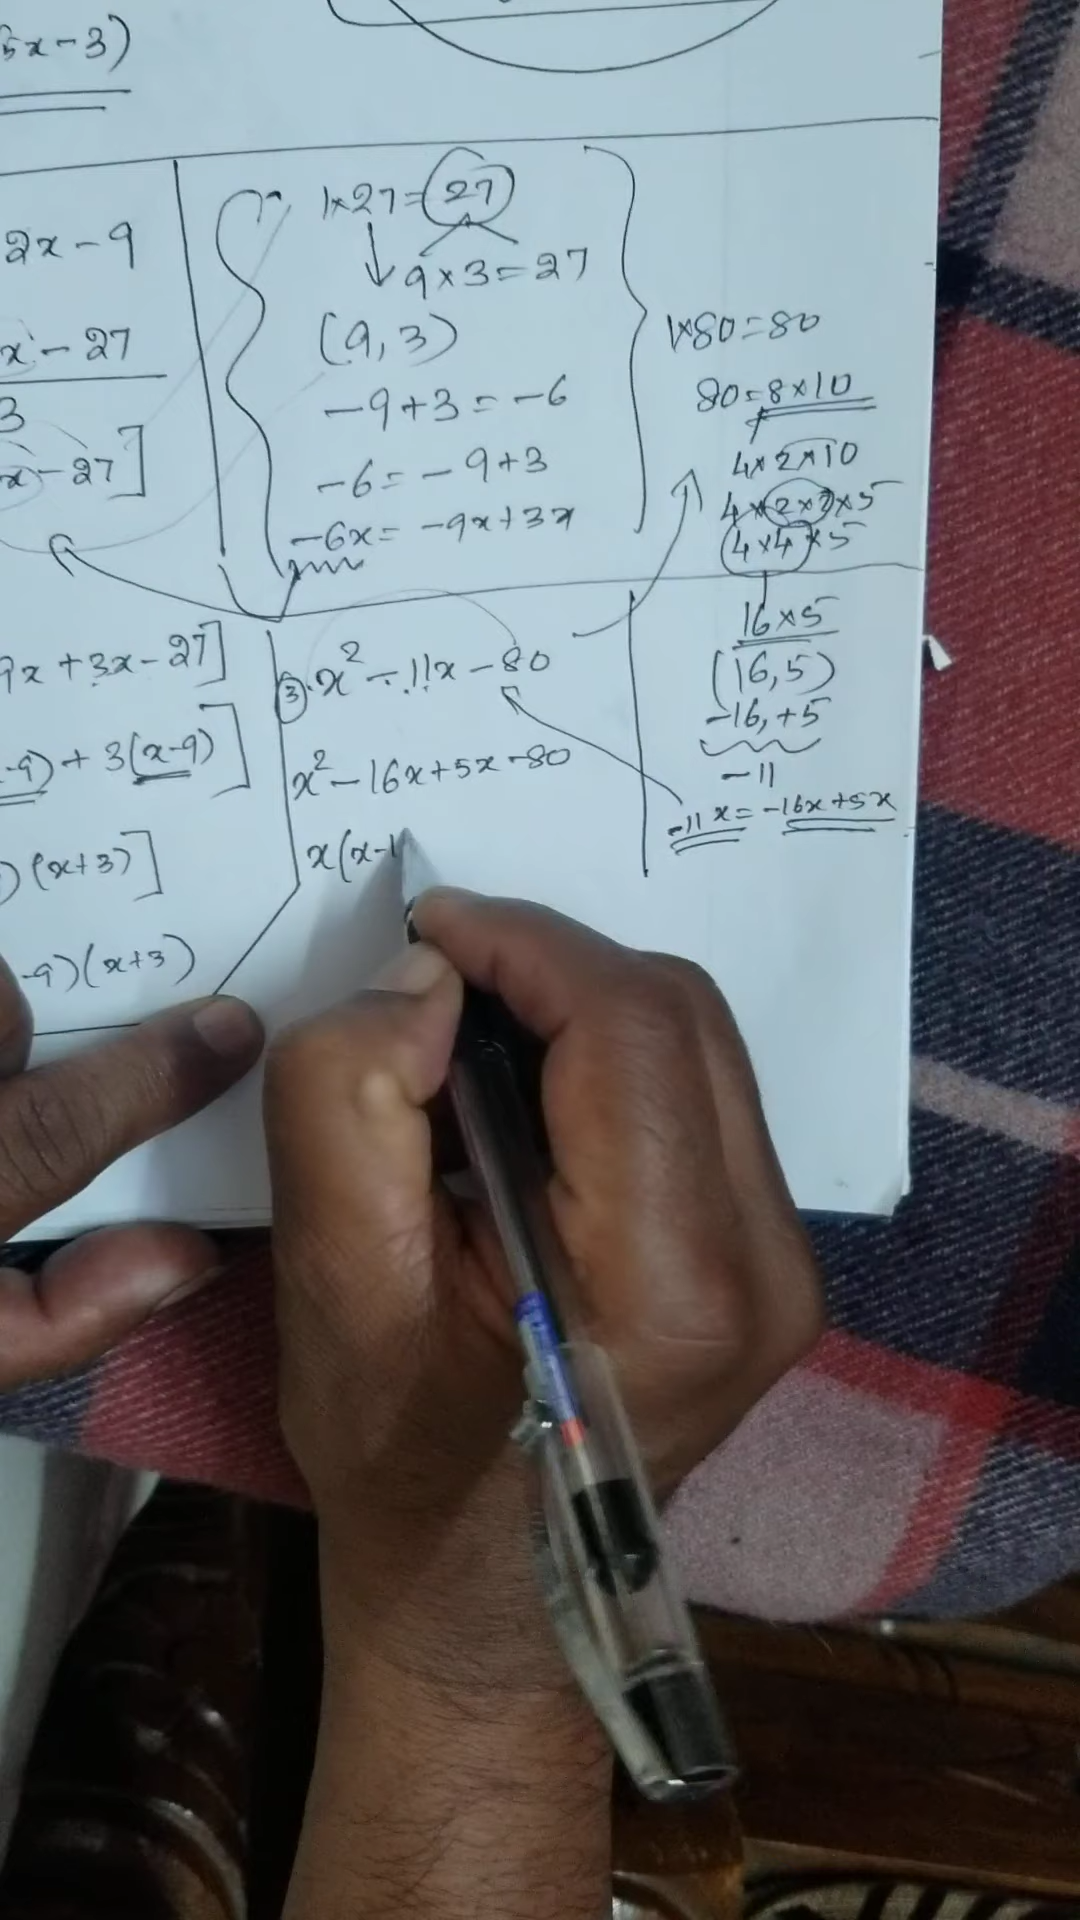 5x-3)
2x-9
x-27
3
x-27]
9x+3x-27]
-9)+3(x-9)]
)(x+3)]
-9)(x+3)
1×27=27
9×3=27
(9,3)
-9+3=-6
-6=-9+3
-6x=-9x+3x
1×80=80
80=8×10
4×2×10
4×2×2×5
4×4×5
16×5
(16,5)
-16,+5
-11
-11x=-16x+5x
③.x²-11x-80
x²-16x+5x-80
x(x-1